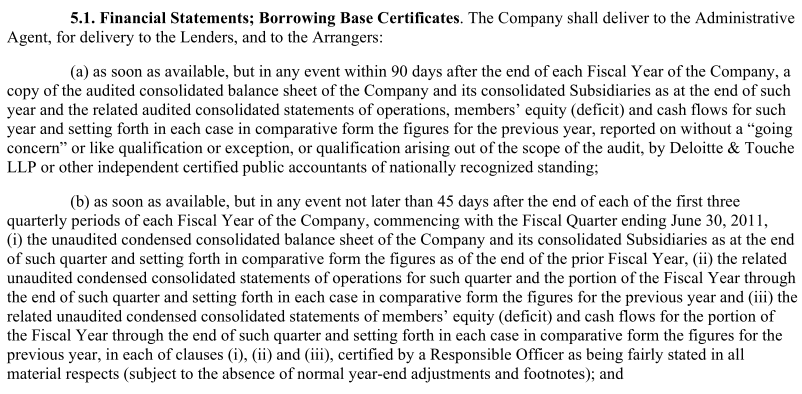 5.1. Financial Statements; Borrowing Base Certificates. The Company shall deliver to the Administrative
Agent, for delivery to the Lenders, and to the Arrangers:
(a) as soon as available, but in any event within 90 days after the end of each Fiscal Year of the Company, a
copy of the audited consolidated balance sheet of the Company and its consolidated Subsidiaries as at the end of such
year and the related audited consolidated statements of operations, members’ equity (deficit) and cash flows for such
year and setting forth in each case in comparative form the figures for the previous year, reported on without a “going
concern” or like qualification or exception, or qualification arising out of the scope of the audit, by Deloitte & Touche
LLP or other independent certified public accountants of nationally recognized standing;
(b) as soon as available, but in any event not later than 45 days after the end of each of the first three
quarterly periods of each Fiscal Year of the Company, commencing with the Fiscal Quarter ending June 30, 2011,
(i) the unaudited condensed consolidated balance sheet of the Company and its consolidated Subsidiaries as at the end
of such quarter and setting forth in comparative form the figures as of the end of the prior Fiscal Year, (ii) the related
unaudited condensed consolidated statements of operations for such quarter and the portion of the Fiscal Year through
the end of such quarter and setting forth in each case in comparative form the figures for the previous year and (iii) the
related unaudited condensed consolidated statements of members’ equity (deficit) and cash flows for the portion of
the Fiscal Year through the end of such quarter and setting forth in each case in comparative form the figures for the
previous year, in each of clauses (i), (ii) and (iii), certified by a Responsible Officer as being fairly stated in all
material respects (subject to the absence of normal year-end adjustments and footnotes); and